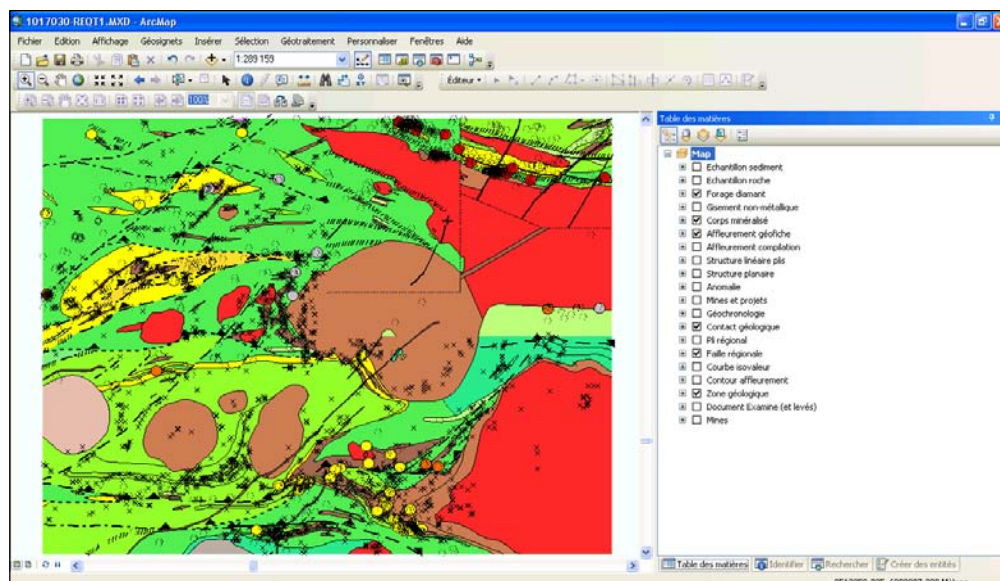 1017030-REQT1.MXD - ArcMap
Fichier Edition Affichage Géosignets Insérer Sélection Géotraitement Personnaliser Fenêtres Aide
1:289 159
Éditeur
100%
Table des matières
Map
Echantillon sediment
Echantillon roche
Forage diamant
Gisement non-métallique
Corps minéralisé
Affleurement géofiche
Affleurement compilation
Structure linéaire plis
Structure planaire
Anomalie
Mines et projets
Géochronologie
Contact géologique
Pli régional
Faille régionale
Courbe isovaleur
Contour affleurement
Zone géologique
Document Examine (et levés)
Mines
Table des matières Identifier Rechercher Créer des entités